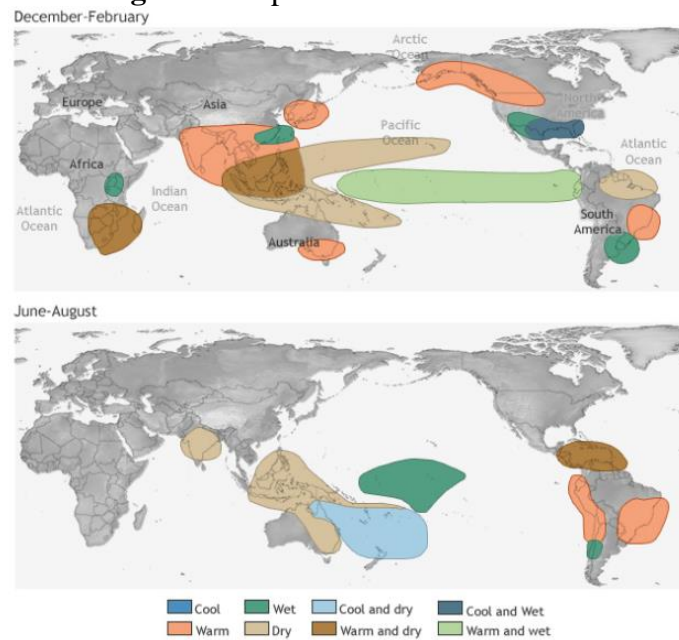 December-February
Arctic
Ocean
Europe
Asia
North
America
Pacific
Ocean
Atlantic
Ocean
Africa
Indian
Ocean
Atlantic
Ocean
South
America
Australia
June-August
Cool
Wet
Cool and dry
Cool and Wet
Warm
Dry
Warm and dry
Warm and wet